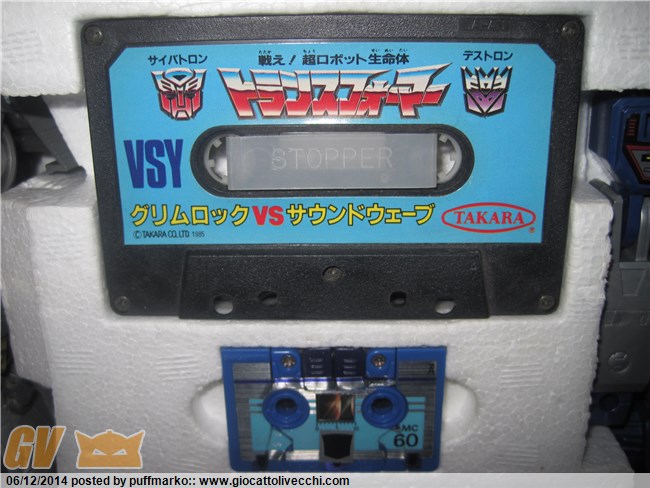 サイバトロン
戦え！超ロボット生命体
デストロン
トランスフォーマー
VSY
STOPPER
グリムロックVSサウンドウェーブ
TAKARA
®
©TAKARA CO.,LTD. 1985
MC
60
GV
06/12/2014 posted by puffmarko:: www.giocattolivecchi.com